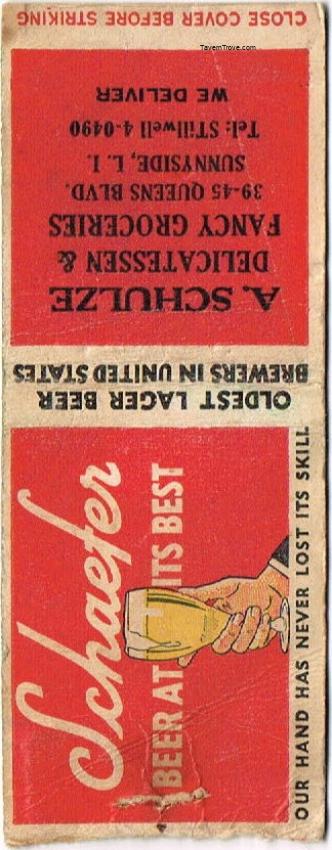 CLOSE COVER BEFORE STRIKING
TavernTrove.com
A. SCHULZE
DELICATESSEN &
FANCY GROCERIES
39-45 QUEENS BLVD.
SUNNYSIDE, L. I.
Tel: STillwell 4-0490
WE DELIVER
OLDEST LAGER BEER
BREWERS IN UNITED STATES
Schaefer
BEER AT ITS BEST
OUR HAND HAS NEVER LOST ITS SKILL